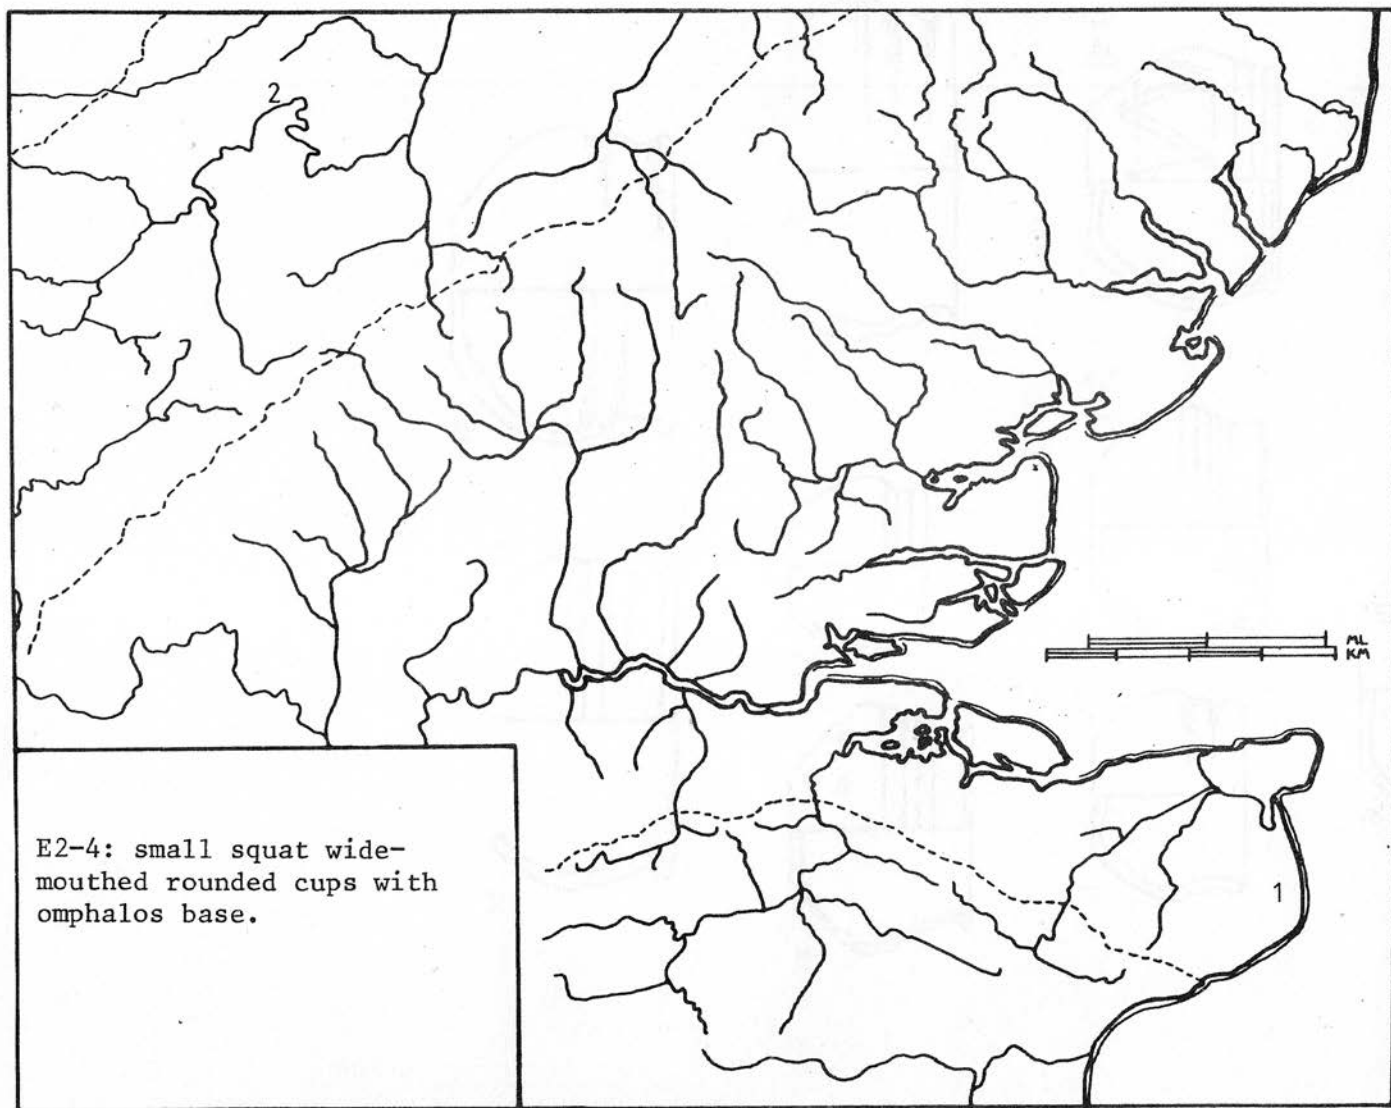 2
ML
KM
1
E2-4: small squat wide-
mouthed rounded cups with
omphalos base.